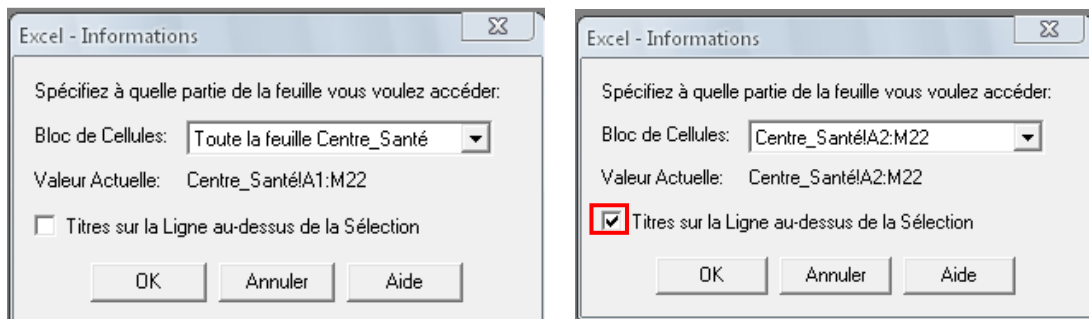 Excel - Informations
Spécifiez à quelle partie de la feuille vous voulez accéder:
Bloc de Cellules: Toute la feuille Centre_Santé
Valeur Actuelle: Centre_Santé!A1:M22
Titres sur la Ligne au-dessus de la Sélection
OK Annuler Aide
Excel - Informations
Spécifiez à quelle partie de la feuille vous voulez accéder:
Bloc de Cellules: Centre_Santé!A2:M22
Valeur Actuelle: Centre_Santé!A2:M22
Titres sur la Ligne au-dessus de la Sélection
OK Annuler Aide